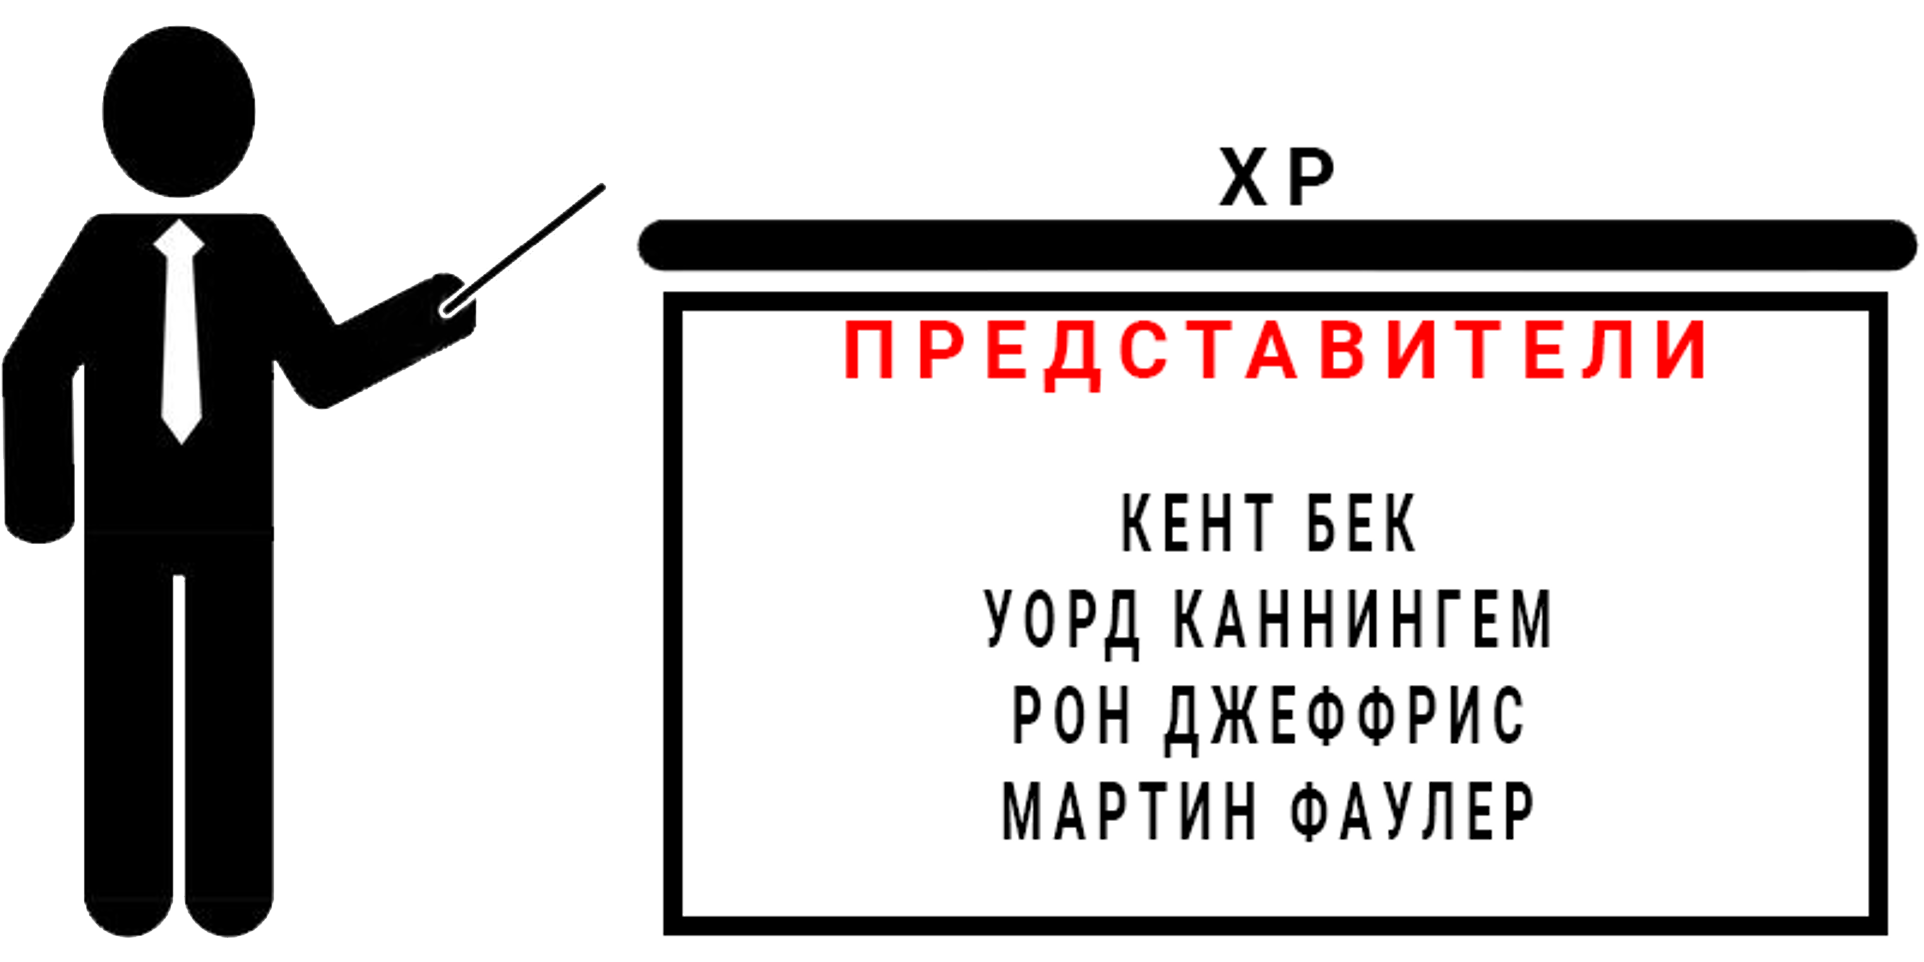 XP
ПРЕДСТАВИТЕЛИ
КЕНТ БЕК
УОРД КАННИНГЕМ
РОН ДЖЕФФРИС
МАРТИН ФАУЛЕР